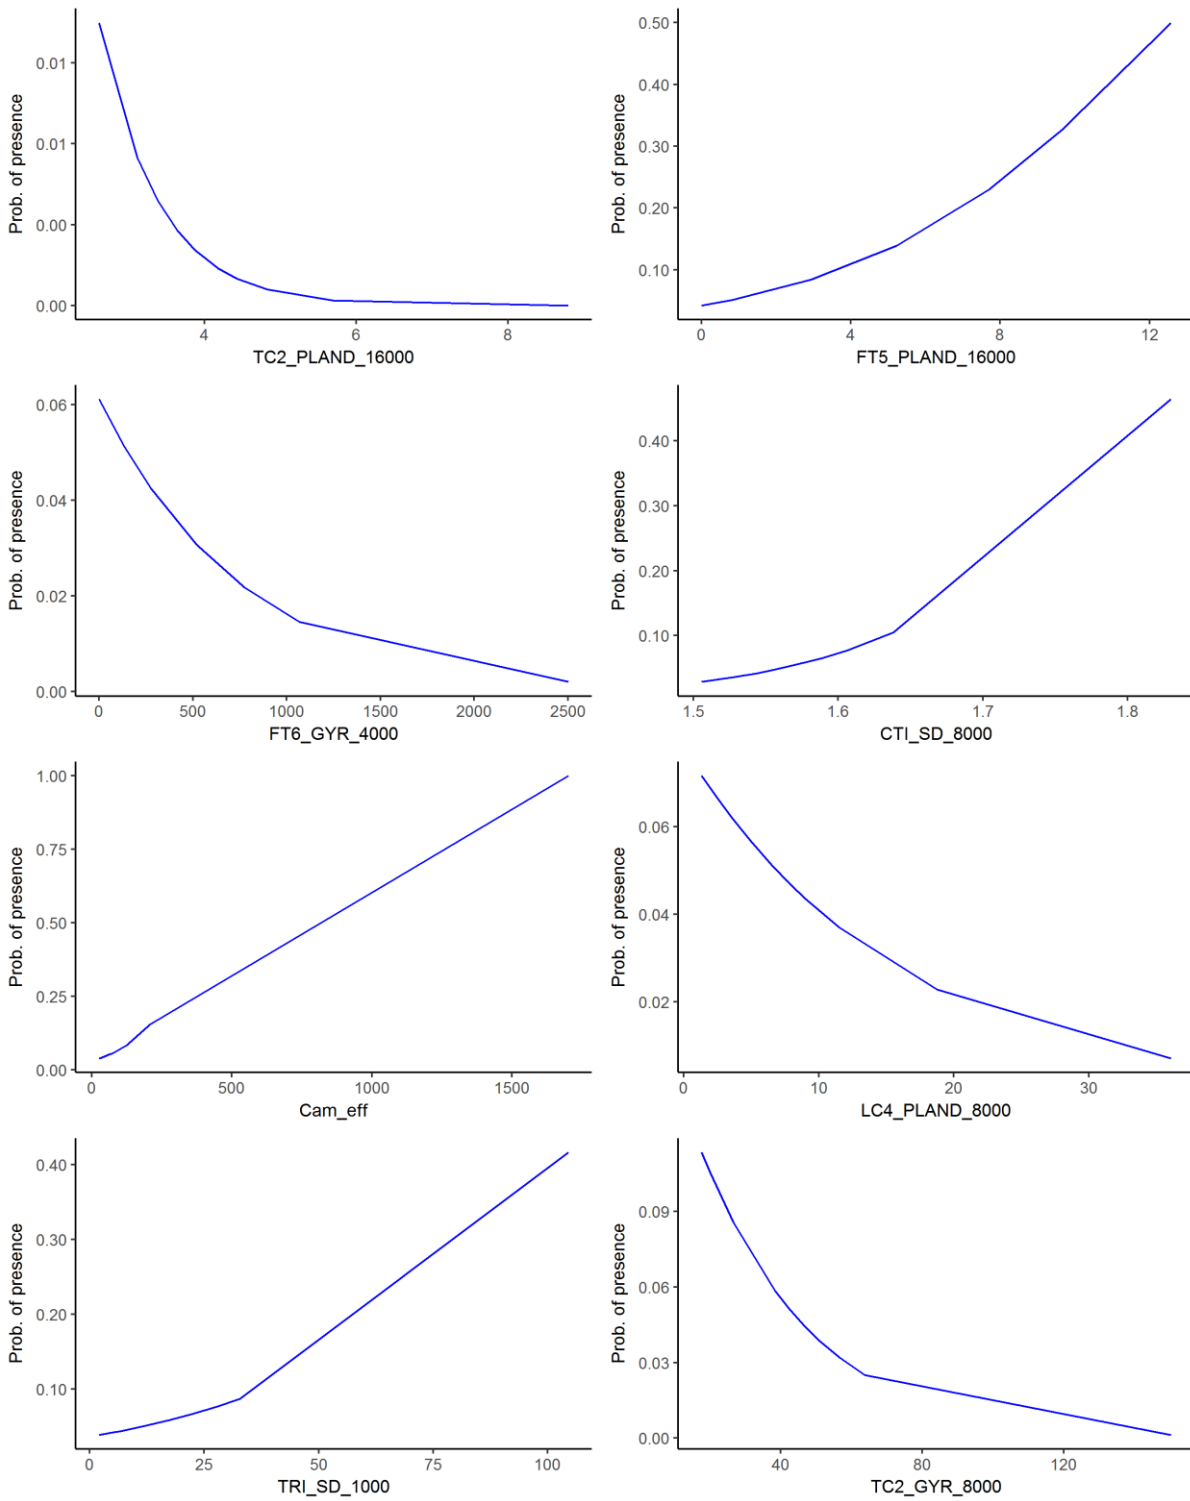 Prob. of presence
0.01
0.01
0.00
0.00
4 6 8
TC2_PLAND_16000
Prob. of presence
0.50
0.40
0.30
0.20
0.10
0 4 8 12
FT5_PLAND_16000
Prob. of presence
0.06
0.04
0.02
0.00
0 500 1000 1500 2000 2500
FT6_GYR_4000
Prob. of presence
0.40
0.30
0.20
0.10
1.5 1.6 1.7 1.8
CTI_SD_8000
Prob. of presence
1.00
0.75
0.50
0.25
0.00
0 500 1000 1500
Cam_eff
Prob. of presence
0.06
0.04
0.02
0 10 20 30
LC4_PLAND_8000
Prob. of presence
0.40
0.30
0.20
0.10
0 25 50 75 100
TRI_SD_1000
Prob. of presence
0.09
0.06
0.03
0.00
40 80 120
TC2_GYR_8000